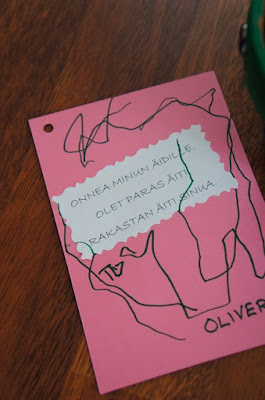 ONNEA MINUN ÄIDILLE.
OLET PARAS ÄITI
RAKASTAN ÄITI SINUA.
OLIVER